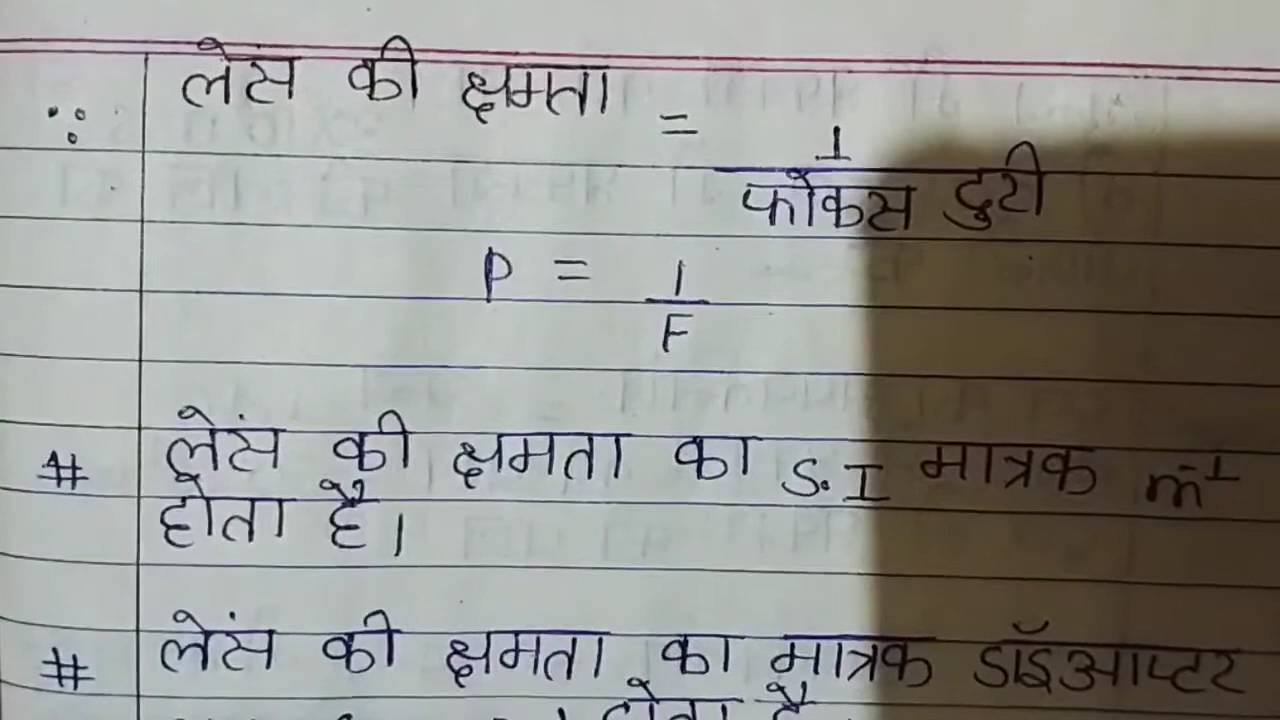 ∵ लेंस की क्षमता = 1
फोकस दुरी
P = 1
F
# लेंस की क्षमता का S.I मात्रक m⁻¹
होता है।
# लेंस की क्षमता का मात्रक डॉइआप्टर
होता है